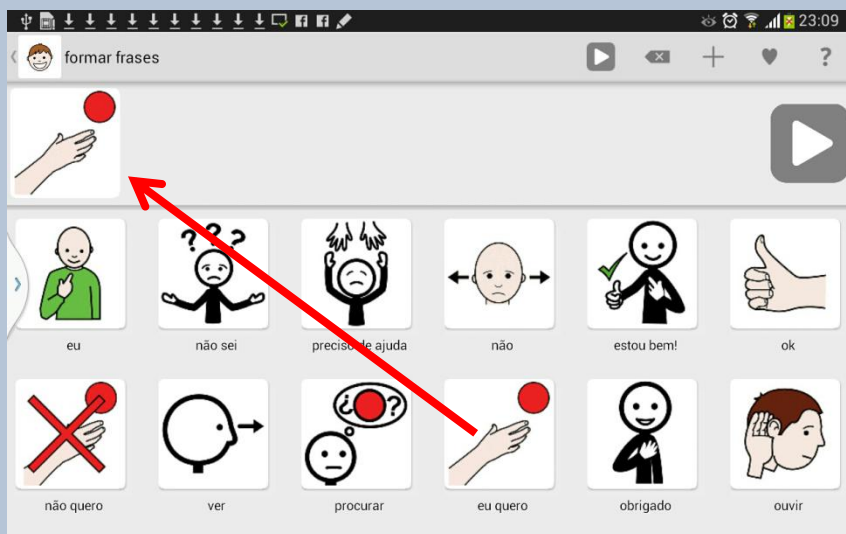 23:09
formar frases
?
???
eu
não sei
preciso de ajuda
não
estou bem!
ok
¿ ?
não quero
ver
procurar
eu quero
obrigado
ouvir